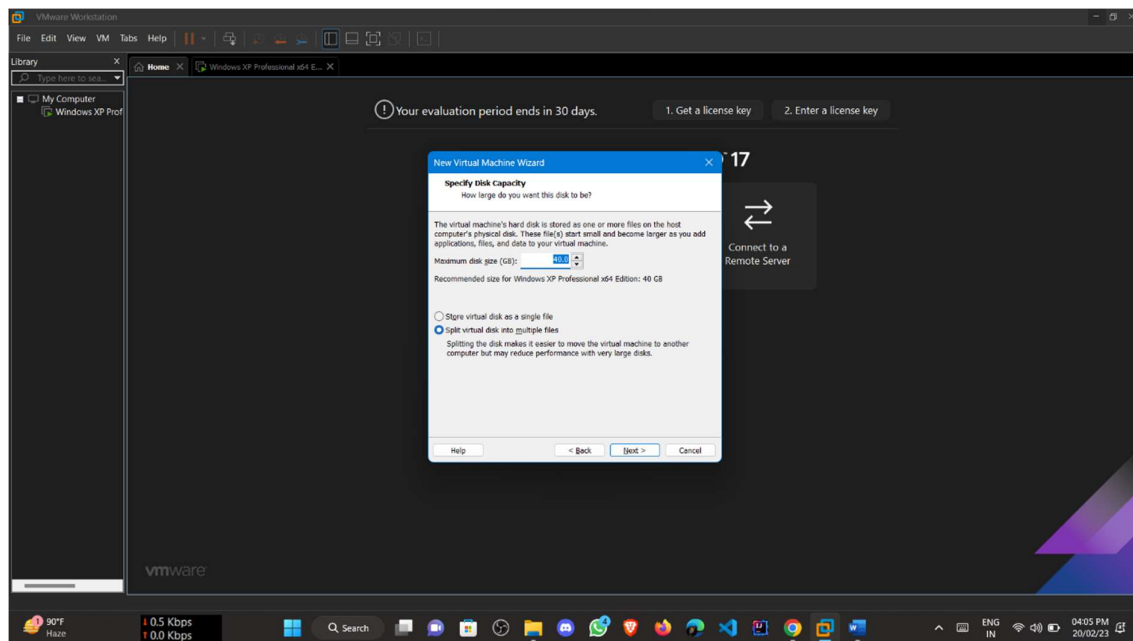 VMware Workstation
File Edit View VM Tabs Help
Library X
Type here to sea...
Home
Windows XP Professional x64 E...
My Computer
Windows XP Prof
Your evaluation period ends in 30 days.
1. Get a license key
2. Enter a license key
17
Connect to a
Remote Server
New Virtual Machine Wizard
Specify Disk Capacity
How large do you want this disk to be?
The virtual machine's hard disk is stored as one or more files on the host
computer's physical disk. These file(s) start small and become larger as you add
applications, files, and data to your virtual machine.
Maximum disk size (GB): 40.0
Recommended size for Windows XP Professional x64 Edition: 40 GB
Store virtual disk as a single file
Split virtual disk into multiple files
Splitting the disk makes it easier to move the virtual machine to another
computer but may reduce performance with very large disks.
Help < Back Next > Cancel
vmware
1
90°F
Haze
0.5 Kbps
0.0 Kbps
Search
ENG
IN
04:05 PM
20/02/23